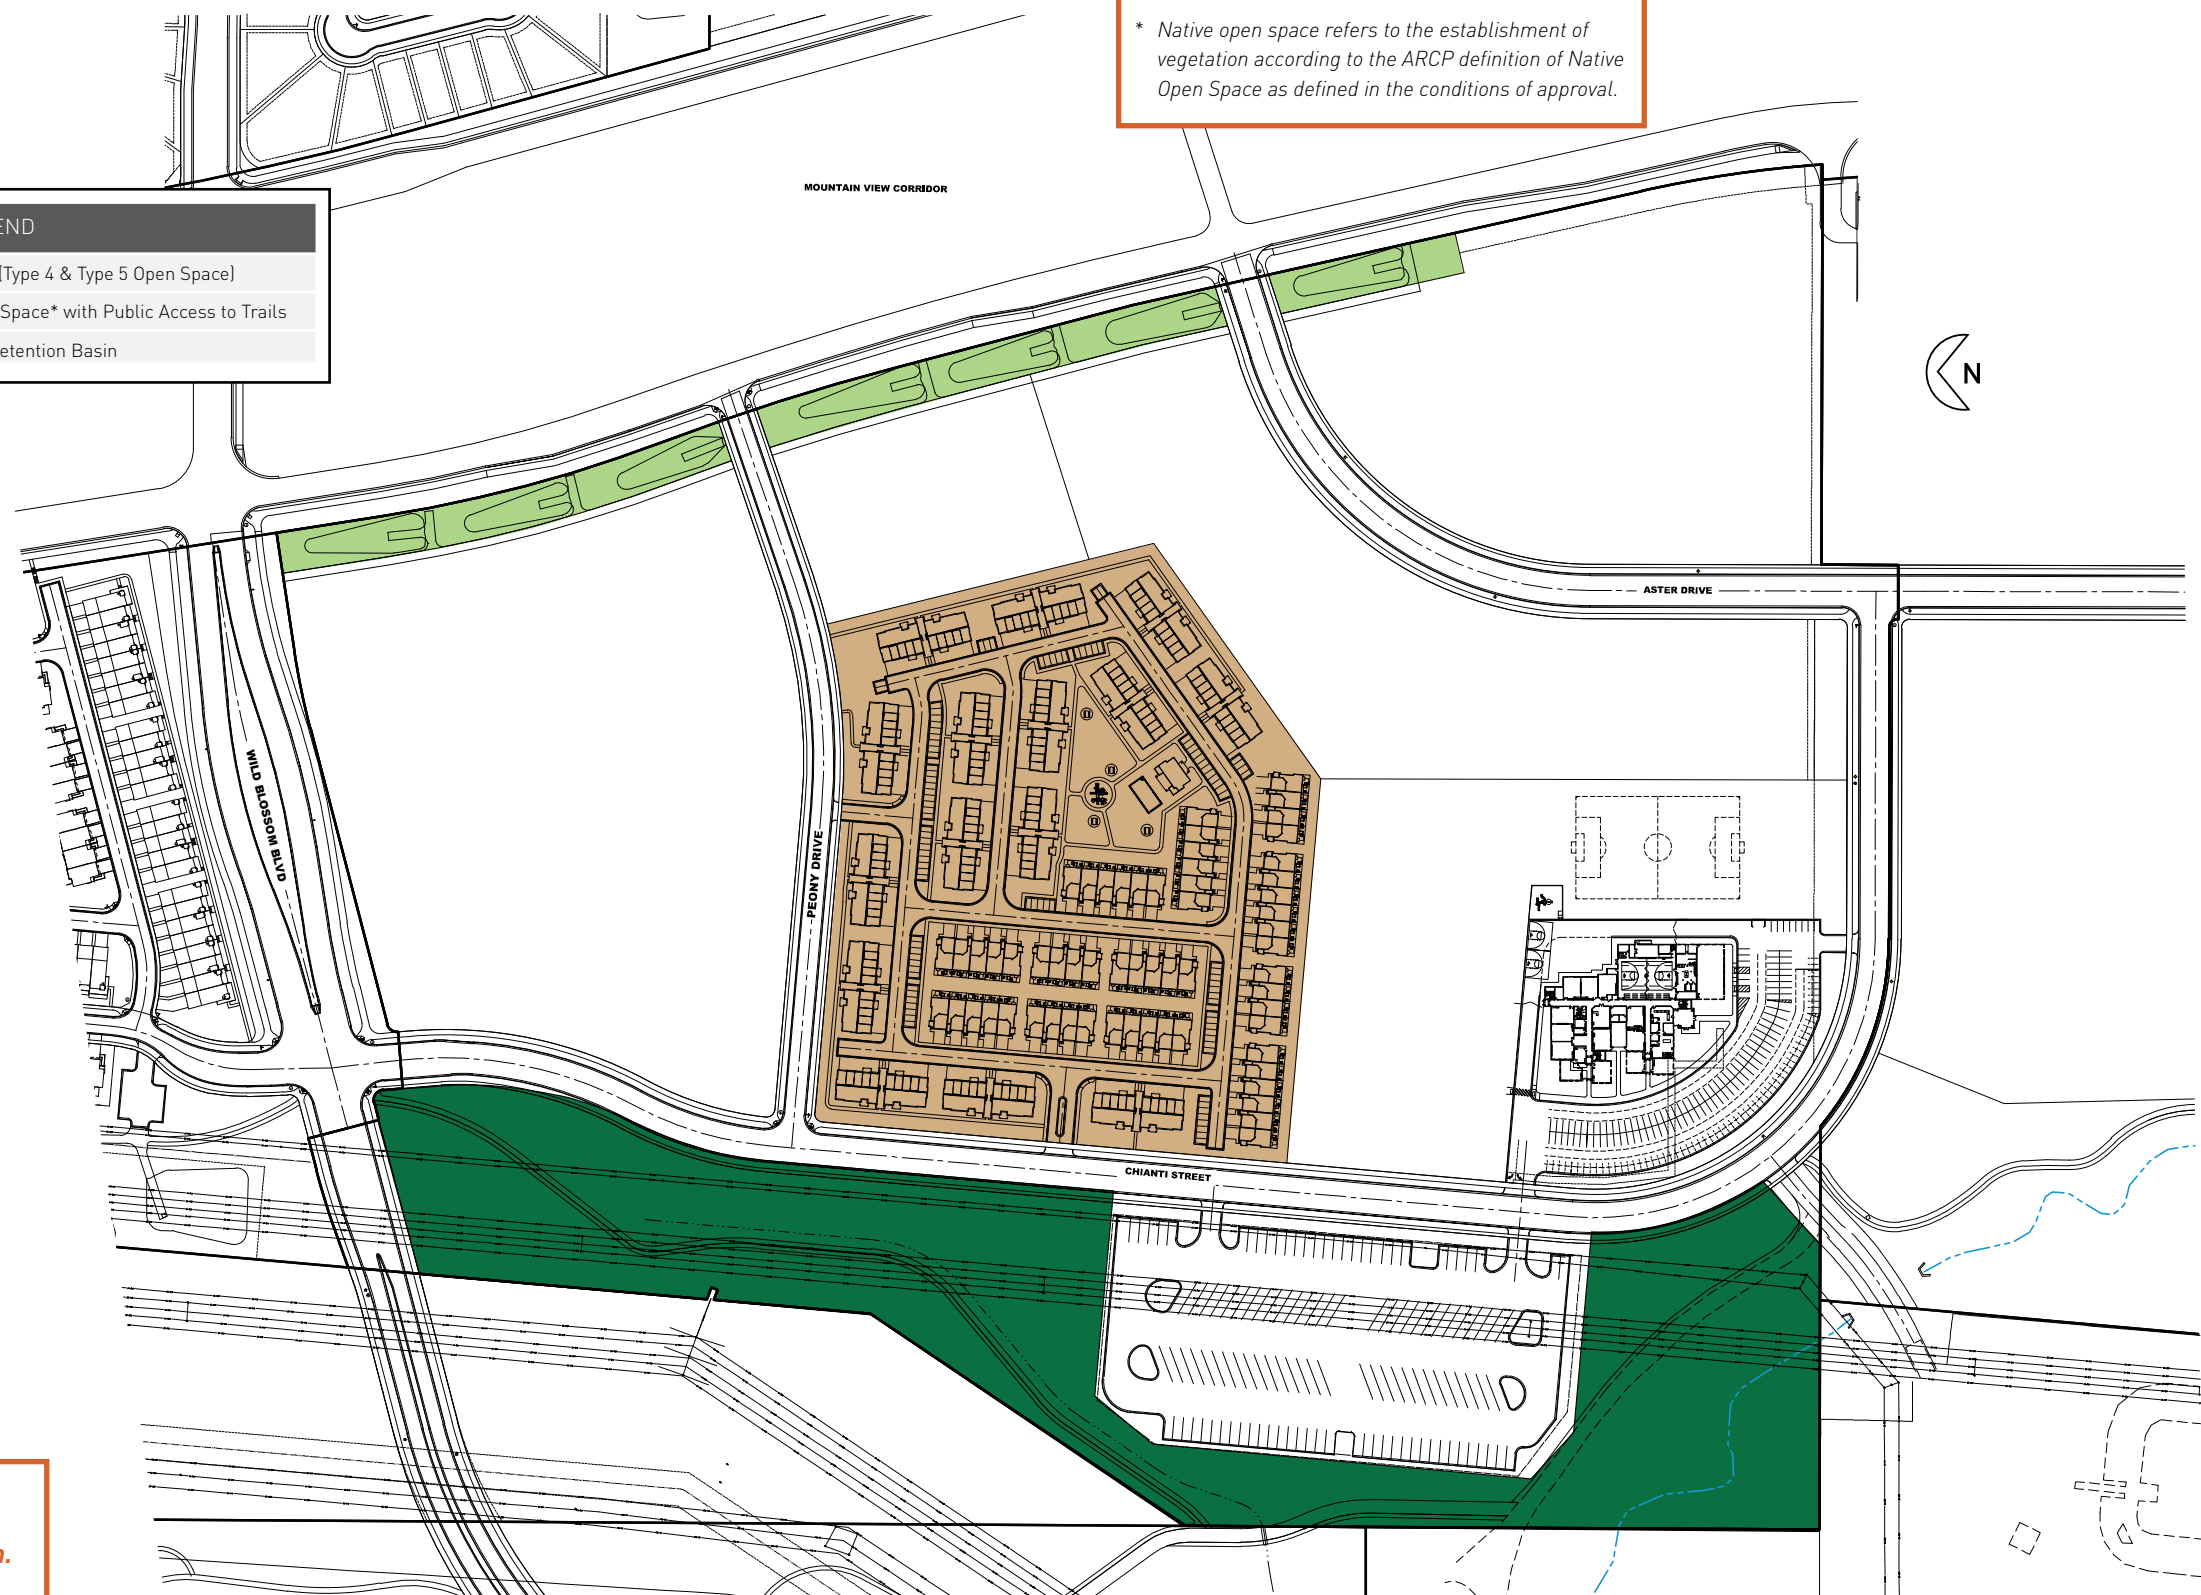 * Native open space refers to the establishment of
vegetation according to the ARCP definition of Native
Open Space as defined in the conditions of approval.
MOUNTAIN VIEW CORRIDOR
END
(Type 4 & Type 5 Open Space)
Space* with Public Access to Trails
etention Basin
N
ASTER DRIVE
WILD BLOSSOM BLVD
PEONY DRIVE
CHIANTI STREET